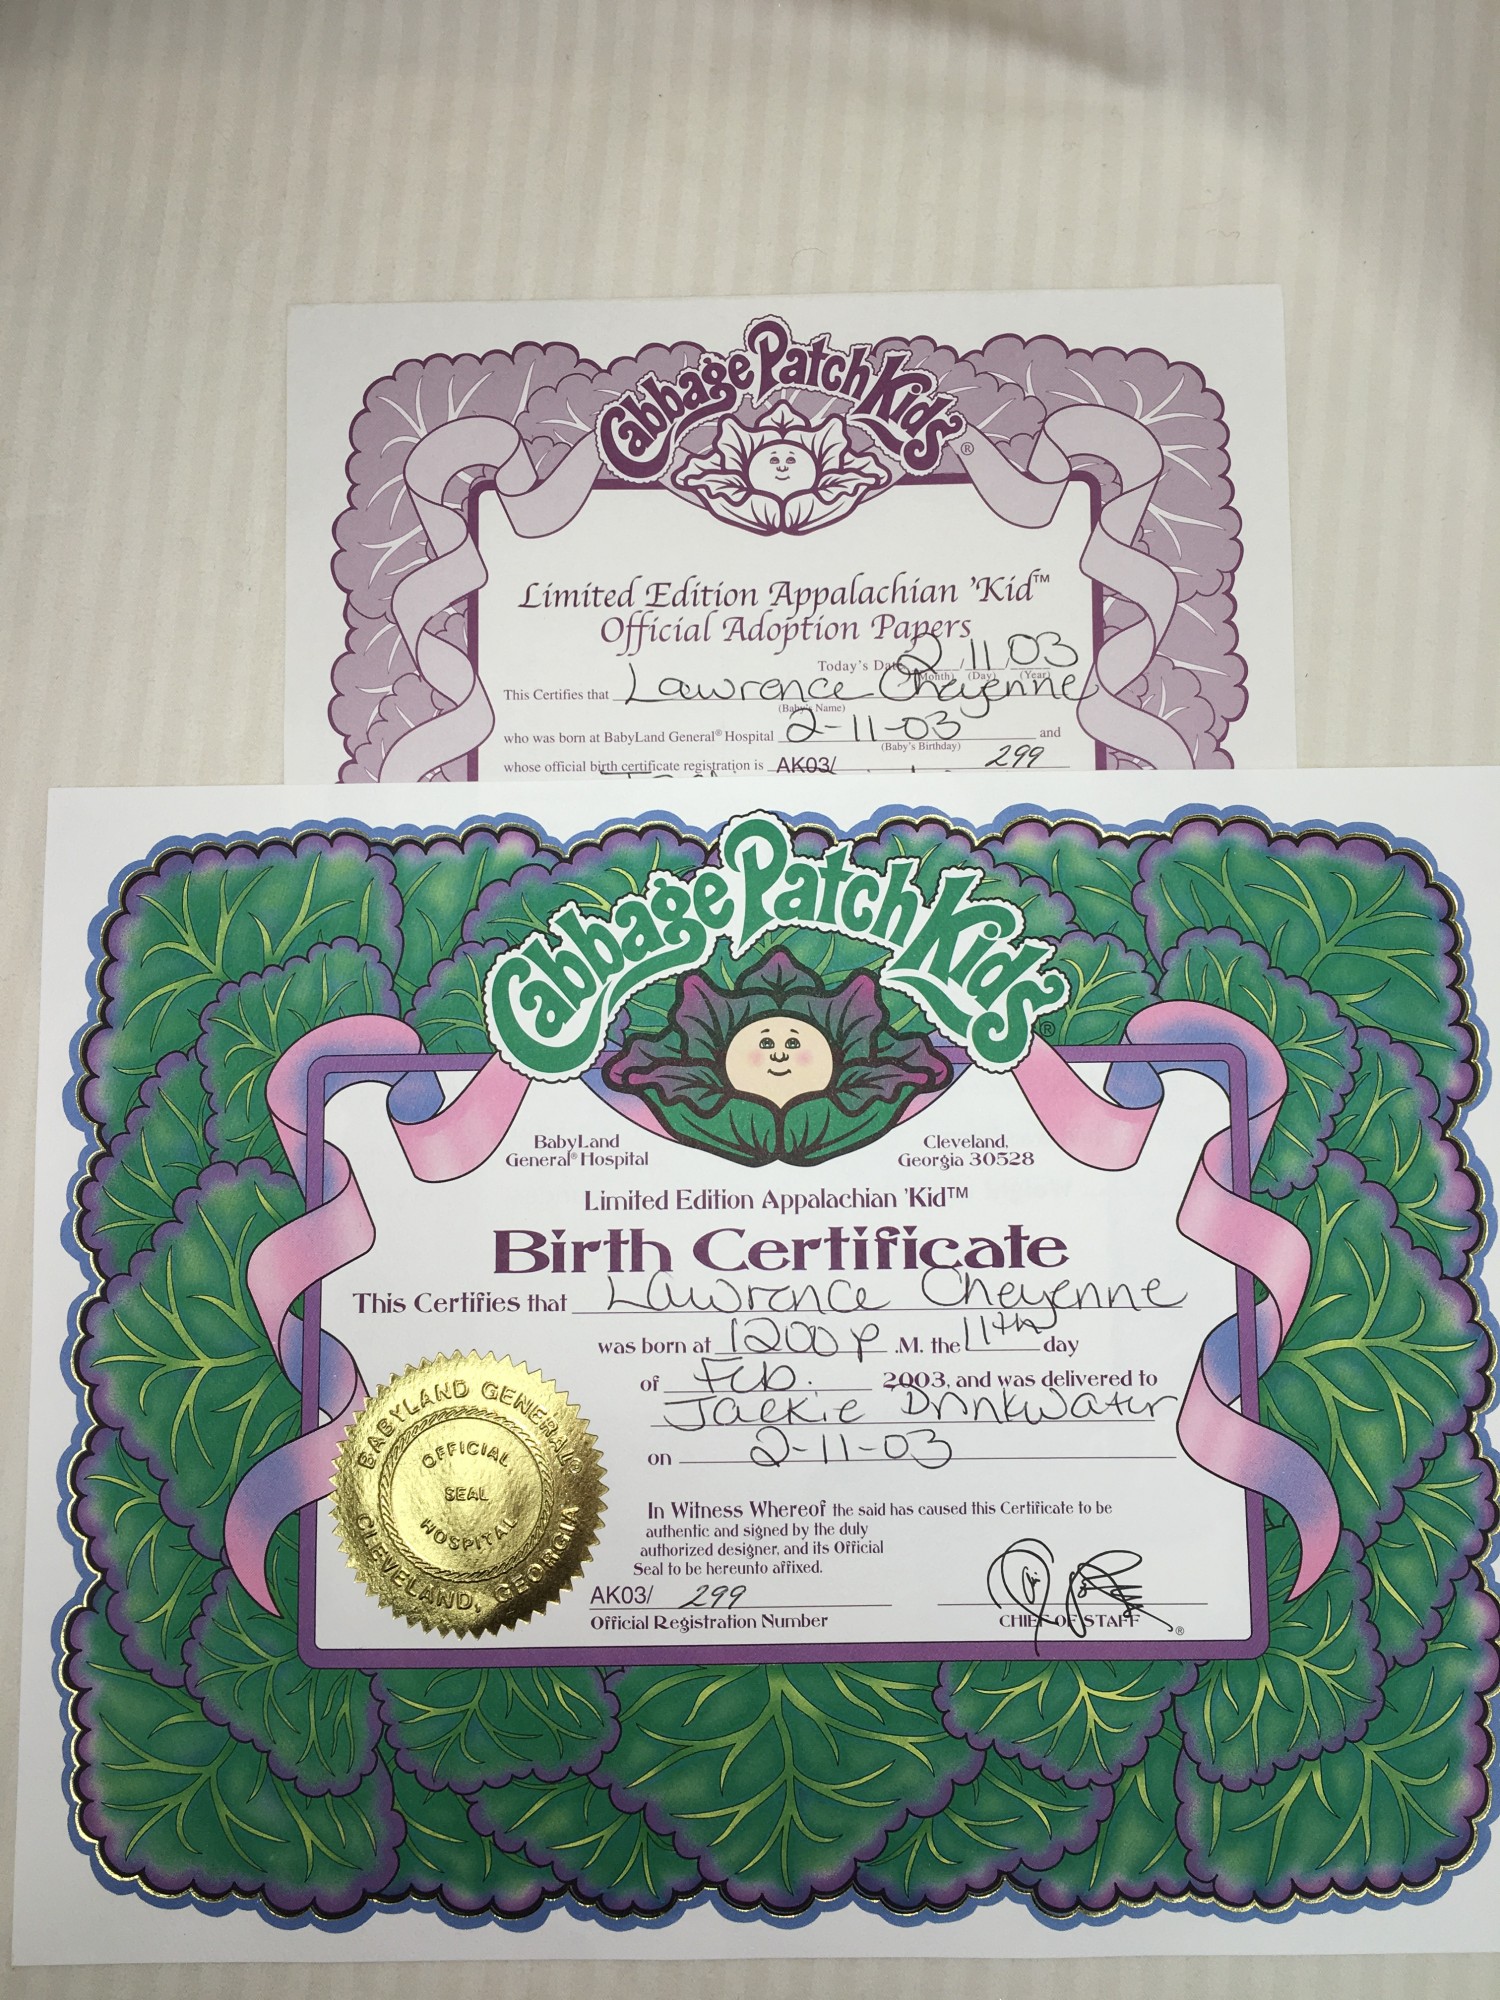 Cabbage Patch Kids®
Limited Edition Appalachian 'Kid™
Official Adoption Papers
Today's Date 2 / 11 / 03
(Month) (Day) (Year)
This Certifies that Lawrence Cheyenne
(Baby's Name)
who was born at BabyLand General® Hospital 2-11-03 and
(Baby's Birthday)
whose official birth certificate registration is AK03/ 299
Cabbage Patch Kids®
BabyLand
General® Hospital
Cleveland,
Georgia 30528
Limited Edition Appalachian 'Kid™
Birth Certificate
This Certifies that Lawrence Cheyenne
was born at 1200 P .M. the 11th day
of Feb. 2003, and was delivered to
Jackie Drinkwater
on 2-11-03
In Witness Whereof the said has caused this Certificate to be
authentic and signed by the duly
authorized designer, and its Official
Seal to be hereunto affixed.
AK03/ 299
Official Registration Number
CHIEF OF STAFF ®
BABYLAND GENERAL®
OFFICIAL
SEAL
HOSPITAL
CLEVELAND, GEORGIA